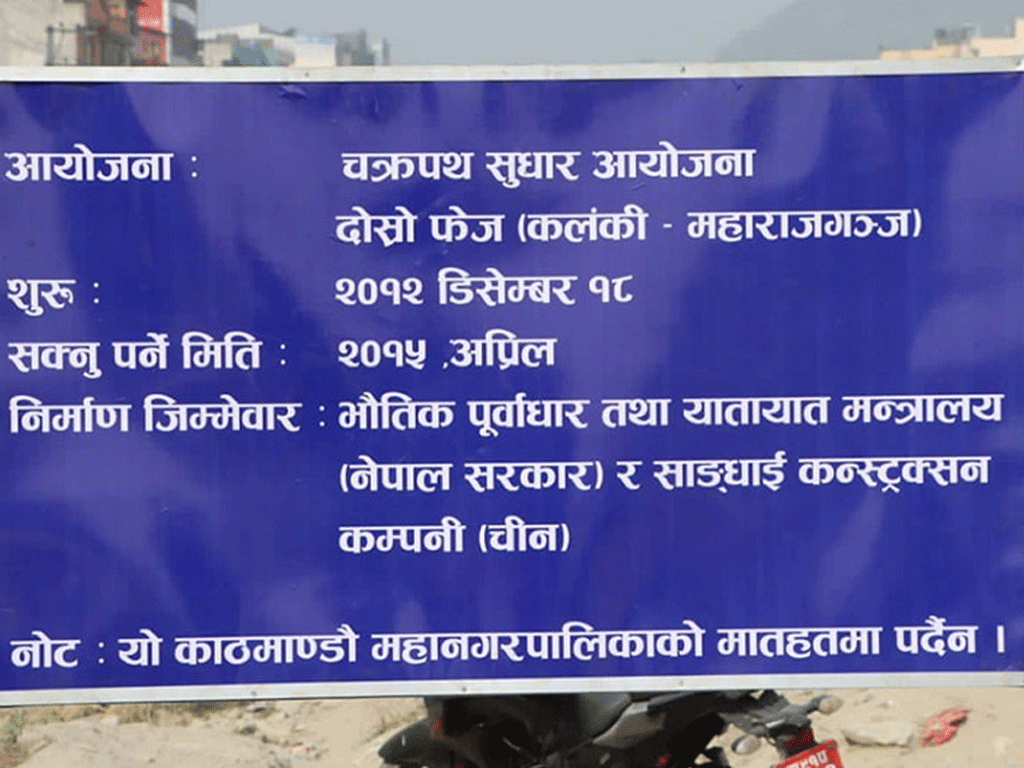 आयोजना : चक्रपथ सुधार आयोजना
दोस्रो फेज (कलंकी - महाराजगञ्ज)
शुरू : २०१२ डिसेम्बर १८
सक्नु पर्ने मिति : २०१५ ,अप्रिल
निर्माण जिम्मेवार : भौतिक पूर्वाधार तथा यातायात मन्त्रालय
(नेपाल सरकार) र साङ्घाई कन्स्ट्रक्सन
कम्पनी (चीन)
नोट : यो काठमाण्डौ महानगरपालिकाको मातहतमा पर्दैन ।